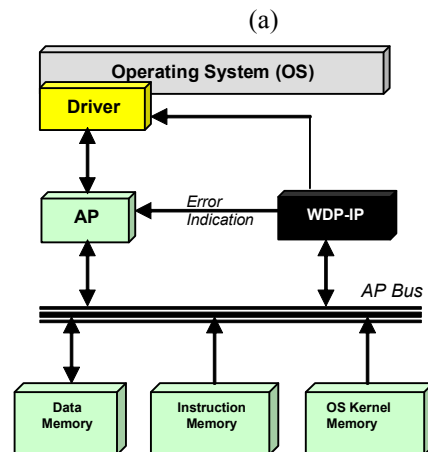 (a)
Operating System (OS)
Driver
AP
Error
Indication
WDP-IP
AP Bus
Data
Memory
Instruction
Memory
OS Kernel
Memory